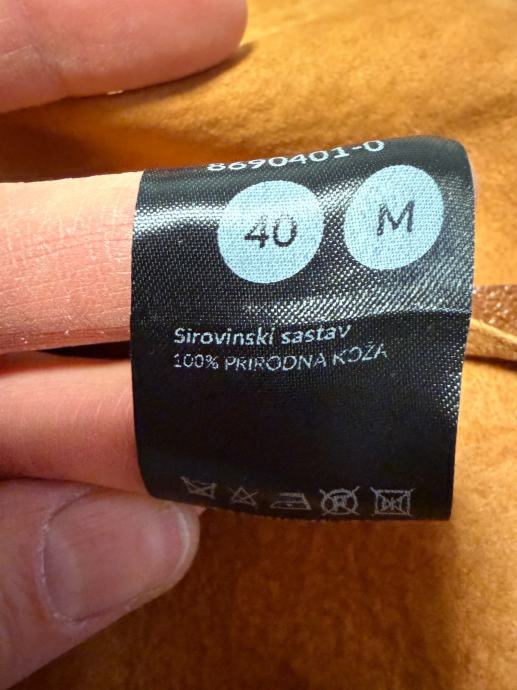 8690401-0
40 M
Sirovinski sastav
100% PRIRODNA KOŽA